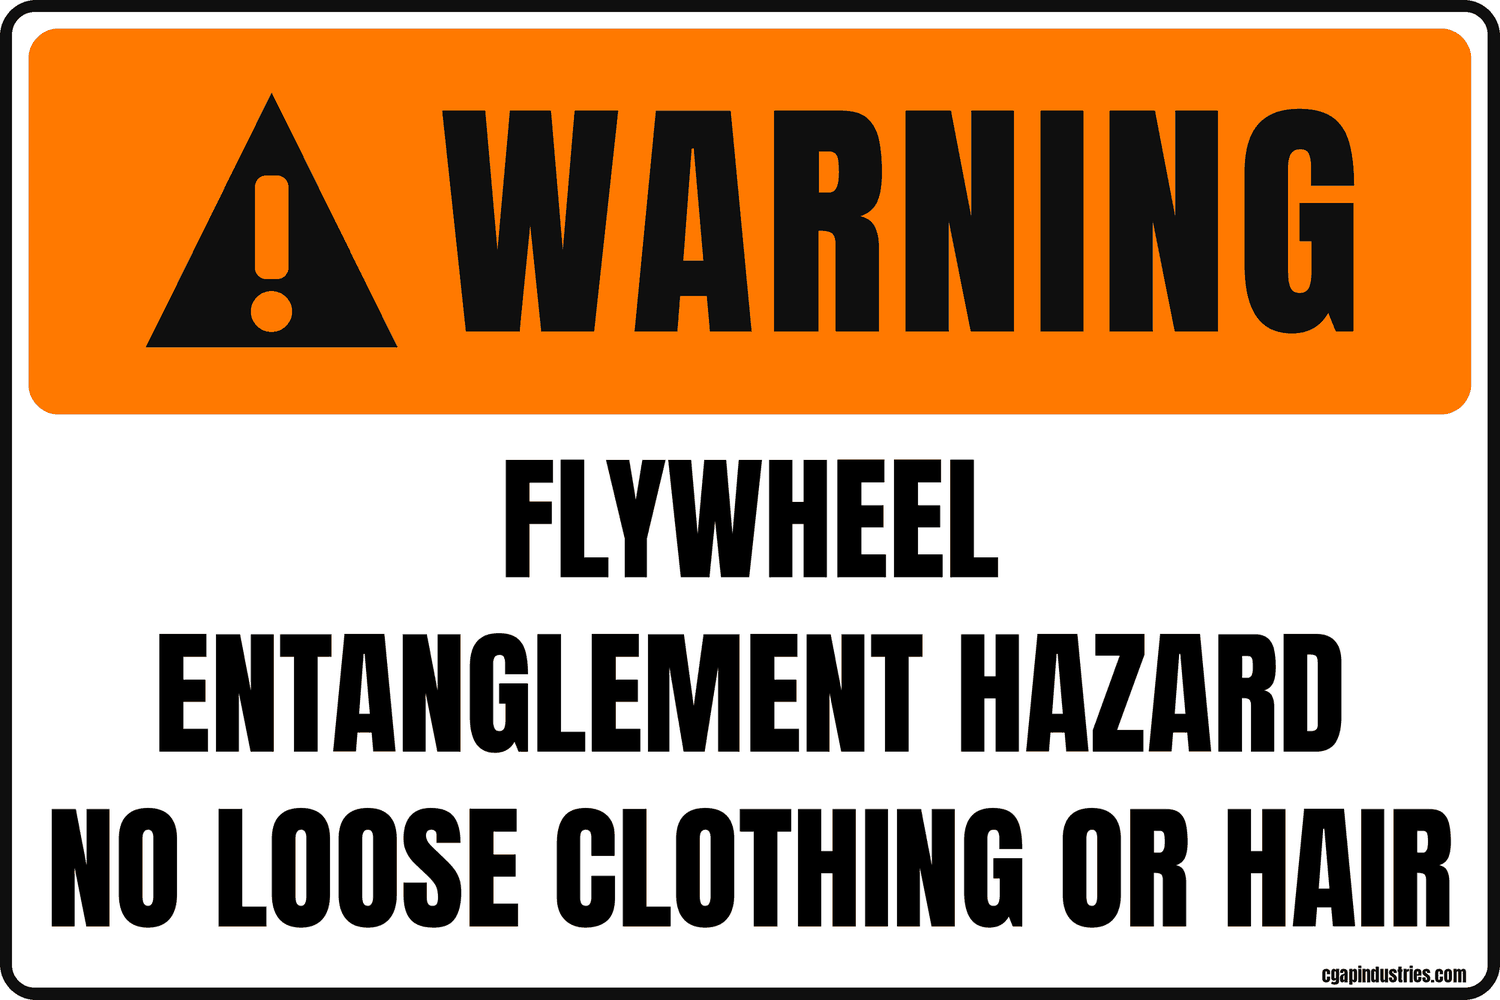 WARNING
FLYWHEEL
ENTANGLEMENT HAZARD
NO LOOSE CLOTHING OR HAIR
cgapindustries.com